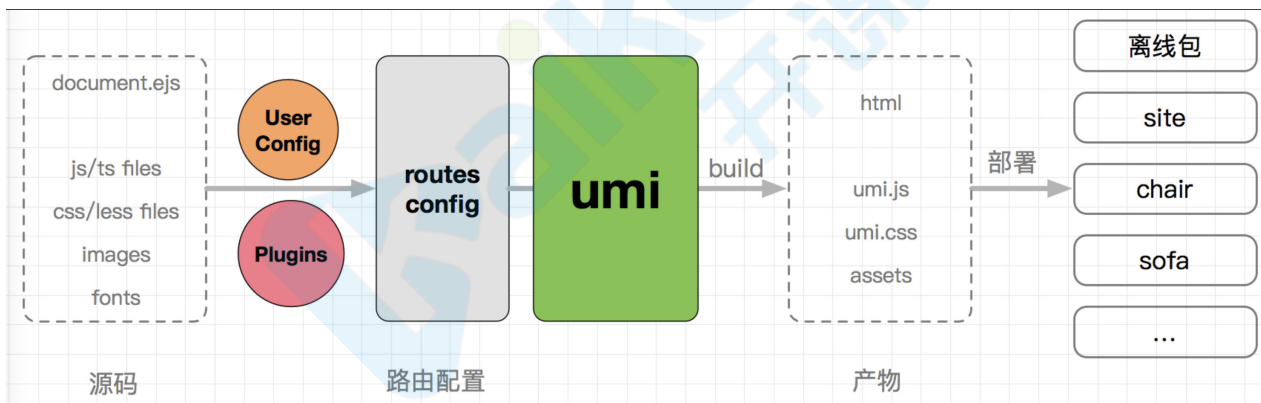 document.ejs
js/ts files
css/less files
images
fonts
源码
User
Config
Plugins
routes
config
路由配置
umi
build
html
umi.js
umi.css
assets
产物
部署
离线包
site
chair
sofa
...